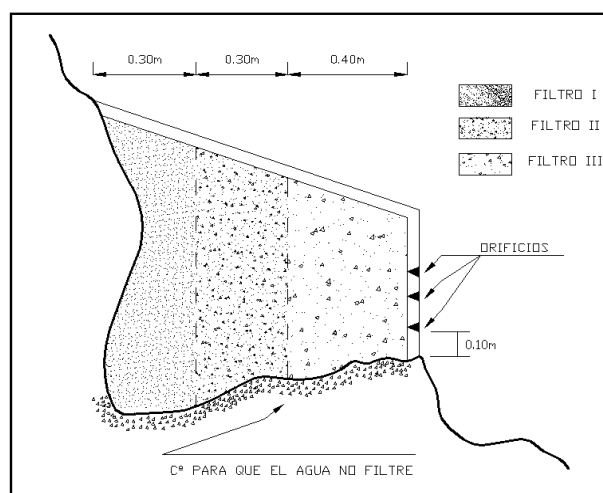 0.30m
0.30m
0.40m
FILTRO I
FILTRO II
FILTRO III
ORIFICIOS
0.10m
Cº PARA QUE EL AGUA NO FILTRE